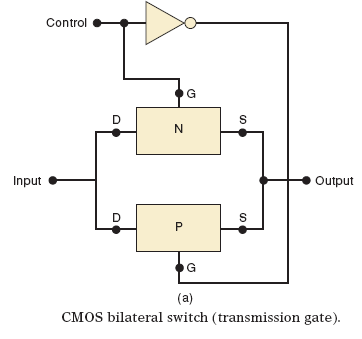 Control
G
D
N
S
Input
Output
D
P
S
G
(a)
CMOS bilateral switch (transmission gate).